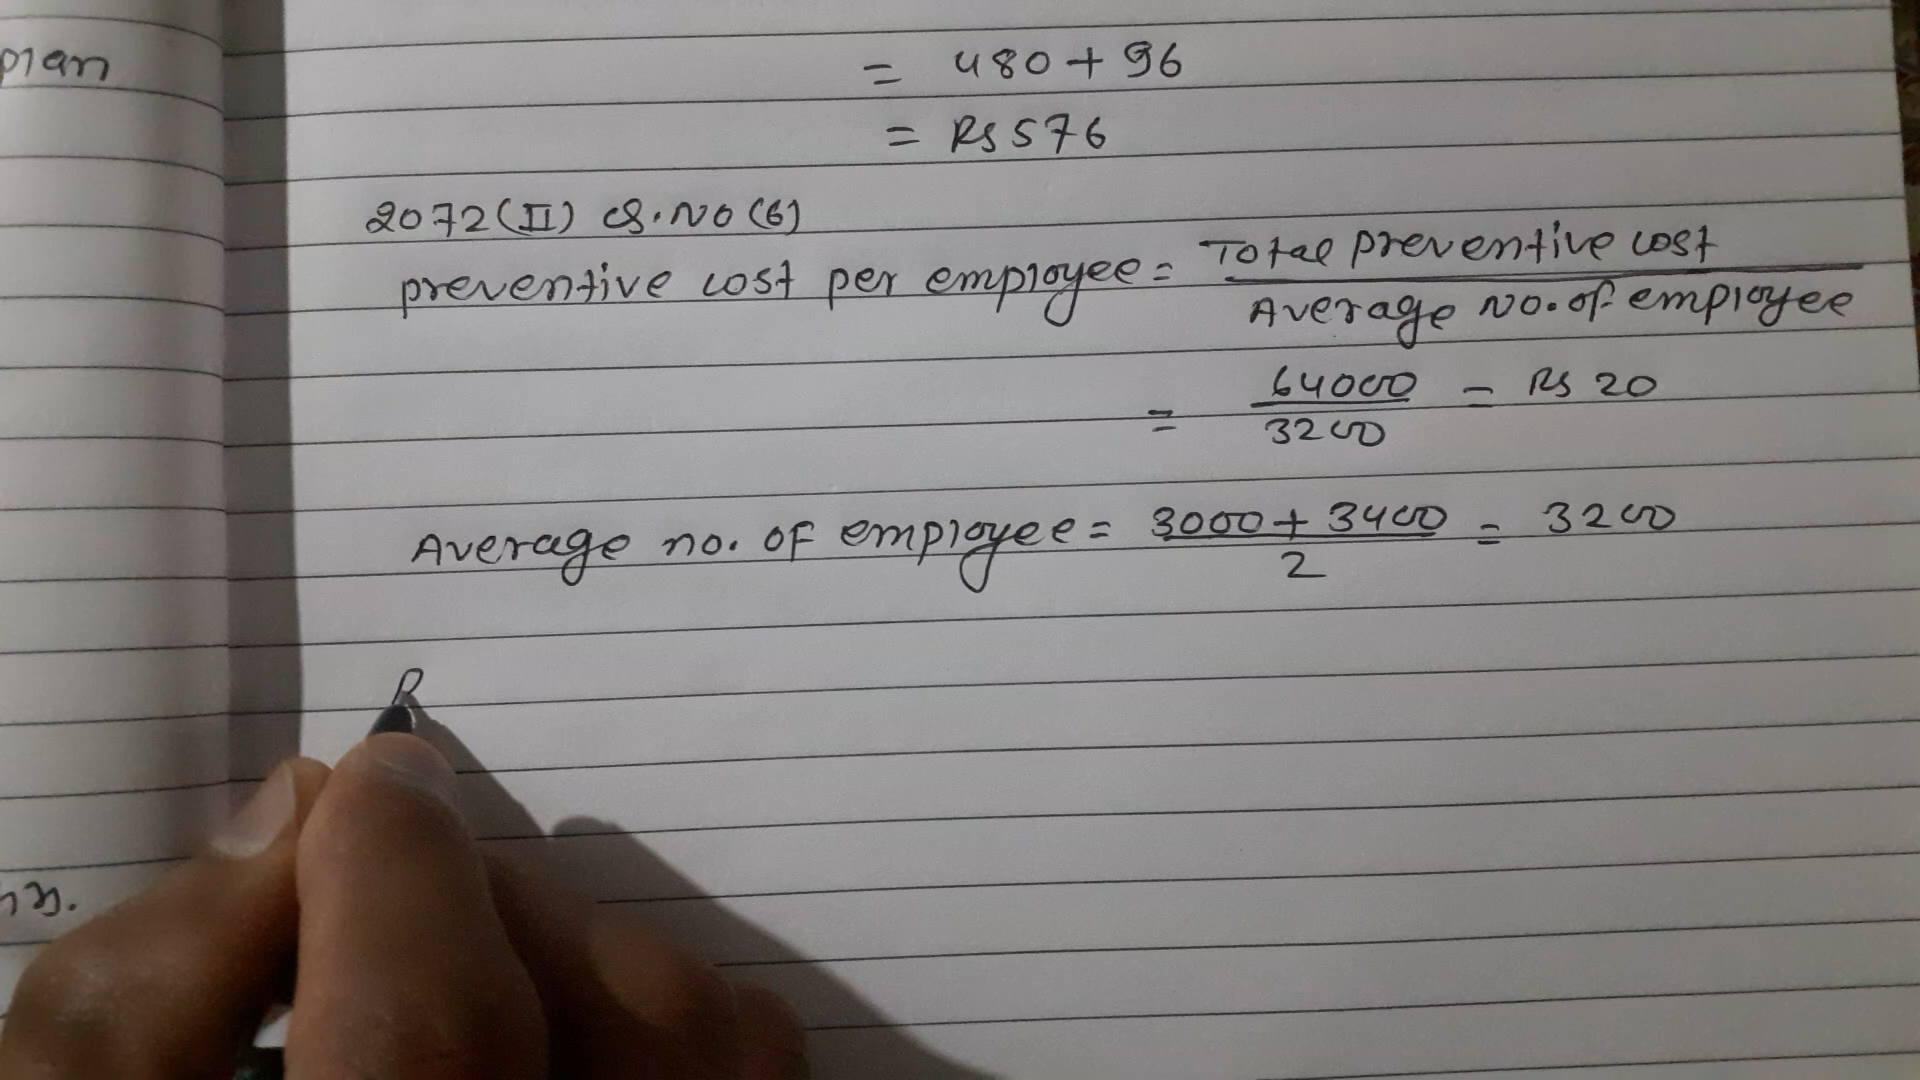 plan
= 480 + 96
= Rs 576
2072 (II) Q.NO (6)
preventive cost per employee = Total preventive cost / Average No. of employee
= 64000 / 3200 = Rs 20
Average no. of employee = 3000 + 3400 / 2 = 3200
R